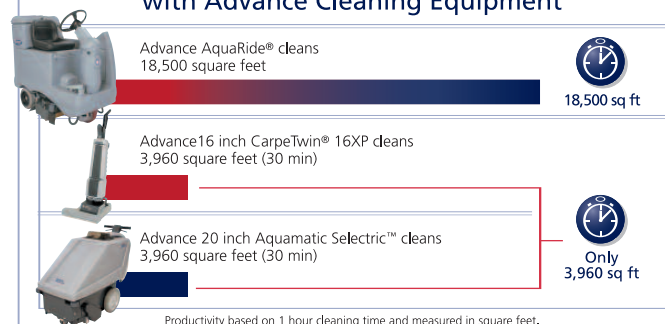 with Advance Cleaning Equipment
Advance AquaRide® cleans
18,500 square feet
18,500 sq ft
Advance16 inch CarpeTwin® 16XP cleans
3,960 square feet (30 min)
Advance 20 inch Aquamatic Selectric™ cleans
3,960 square feet (30 min)
Only
3,960 sq ft
Productivity based on 1 hour cleaning time and measured in square feet.